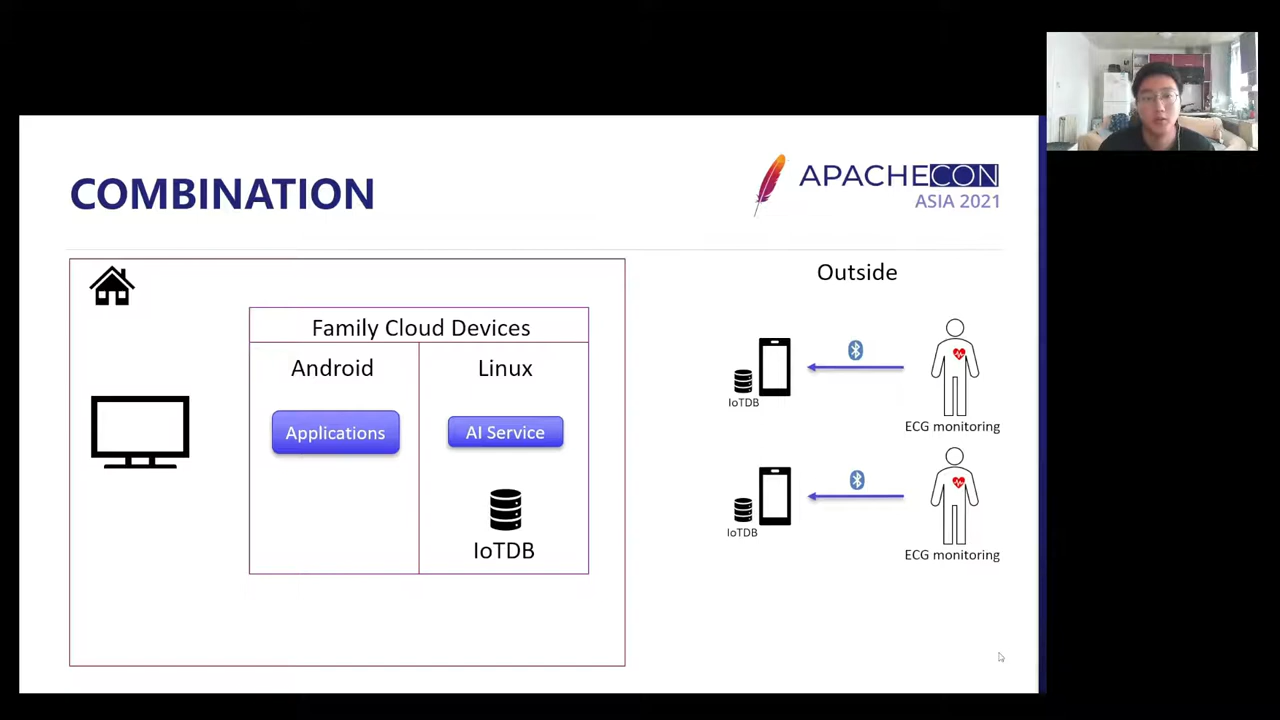 COMBINATION
APACHECON
ASIA 2021
Outside
Family Cloud Devices
Android
Linux
Applications
AI Service
IoTDB
IoTDB
ECG monitoring
IoTDB
ECG monitoring